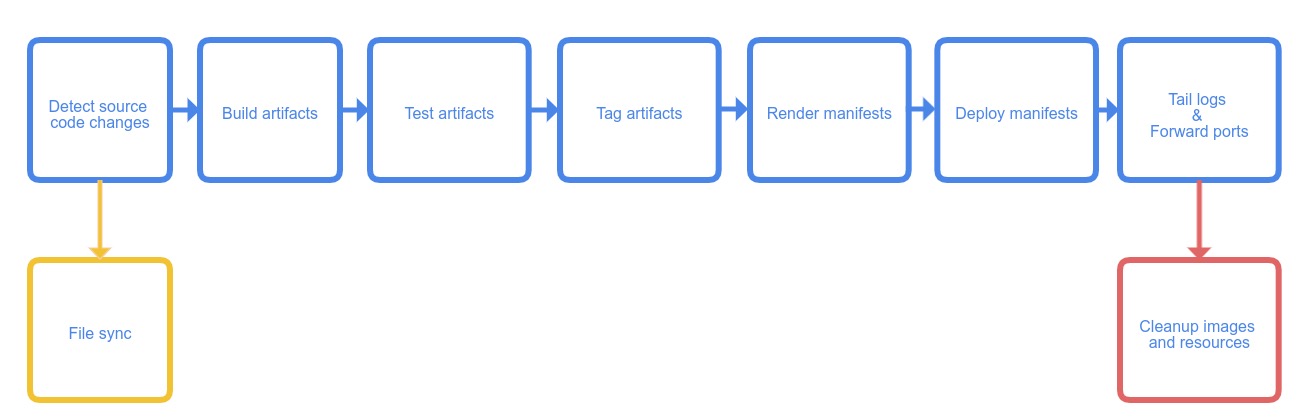 Detect source
code changes
Build artifacts
Test artifacts
Tag artifacts
Render manifests
Deploy manifests
Tail logs
&
Forward ports
File sync
Cleanup images
and resources